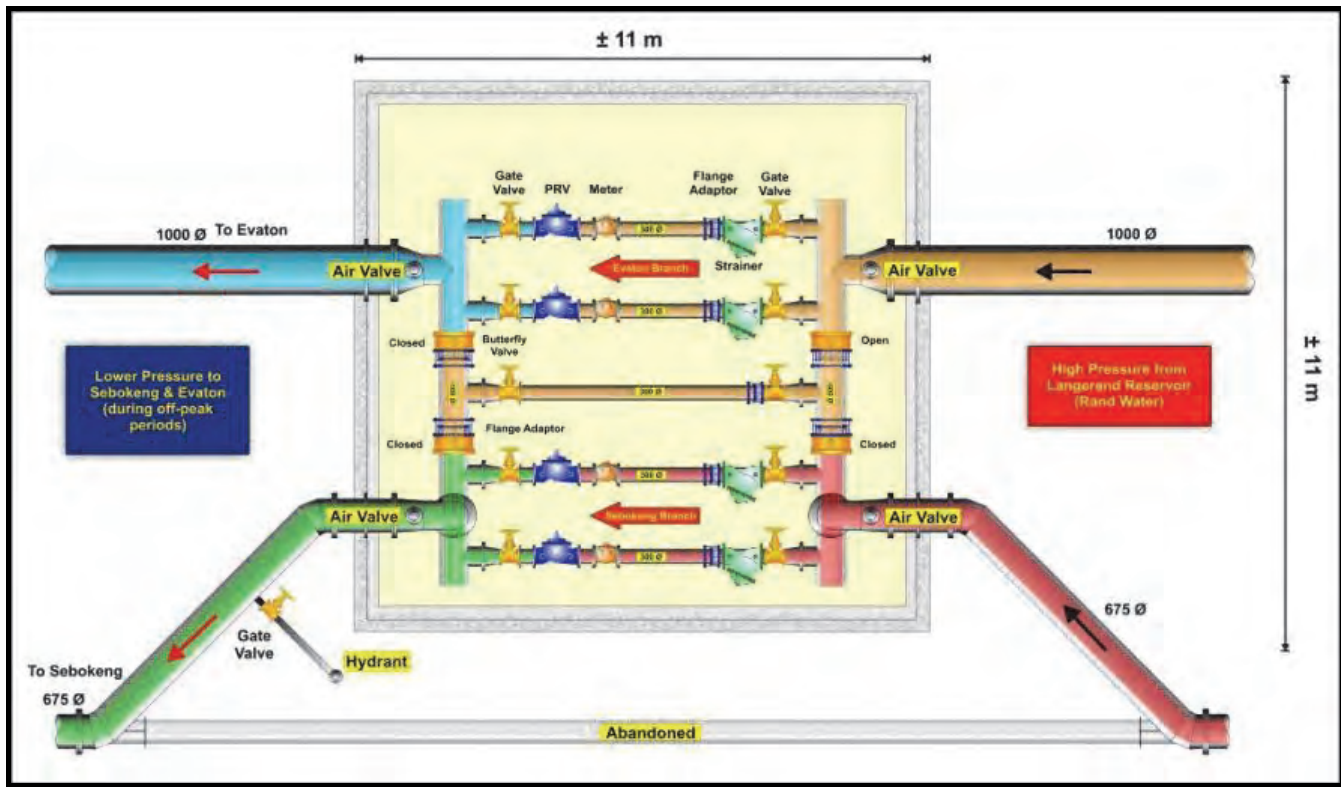 ± 11 m
± 11 m
Gate
Valve
PRV
Meter
Flange
Adaptor
Gate
Valve
1000 Ø
To Evaton
300 Ø
1000 Ø
Air Valve
Evaton Branch
Strainer
Air Valve
300 Ø
Closed
Butterfly
Valve
Open
Lower Pressure to
Sebokeng & Evaton
(during off-peak
periods)
High Pressure from
Langerend Reservoir
(Rand Water)
300 Ø
Flange Adaptor
Closed
Closed
300 Ø
Air Valve
Sebokeng Branch
Air Valve
300 Ø
675 Ø
Gate
Valve
Hydrant
To Sebokeng
675 Ø
Abandoned